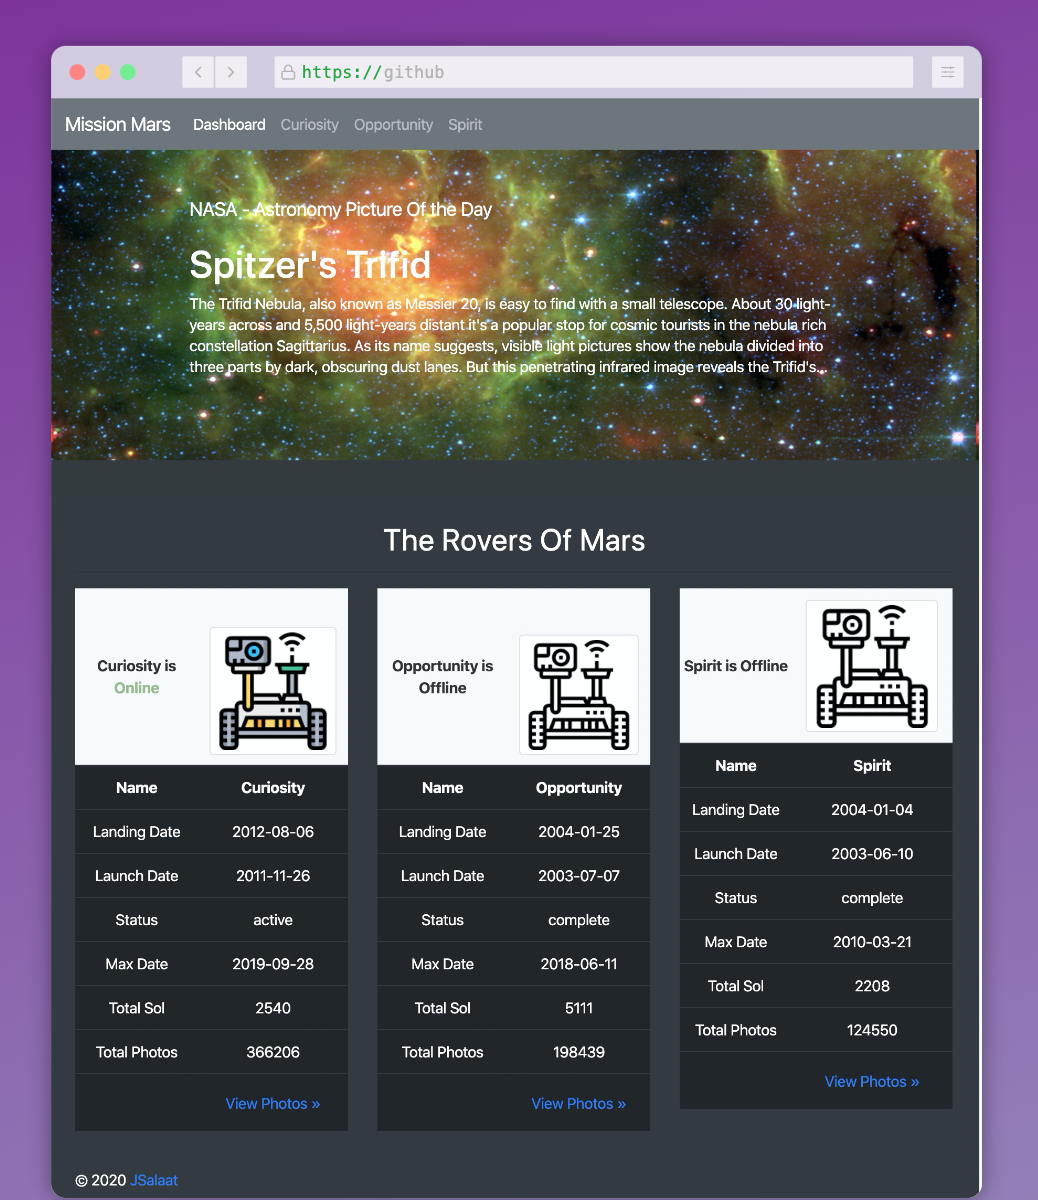 https://github
Mission Mars Dashboard Curiosity Opportunity Spirit
NASA - Astronomy Picture Of the Day
Spitzer's Trifid
The Trifid Nebula, also known as Messier 20, is easy to find with a small telescope. About 30 light-
years across and 5,500 light-years distant it's a popular stop for cosmic tourists in the nebula rich
constellation Sagittarius. As its name suggests, visible light pictures show the nebula divided into
three parts by dark, obscuring dust lanes. But this penetrating infrared image reveals the Trifid's...
The Rovers Of Mars
Curiosity is
Online
Name Curiosity
Landing Date 2012-08-06
Launch Date 2011-11-26
Status active
Max Date 2019-09-28
Total Sol 2540
Total Photos 366206
View Photos »
Opportunity is
Offline
Name Opportunity
Landing Date 2004-01-25
Launch Date 2003-07-07
Status complete
Max Date 2018-06-11
Total Sol 5111
Total Photos 198439
View Photos »
Spirit is Offline
Name Spirit
Landing Date 2004-01-04
Launch Date 2003-06-10
Status complete
Max Date 2010-03-21
Total Sol 2208
Total Photos 124550
View Photos »
© 2020 JSalaat